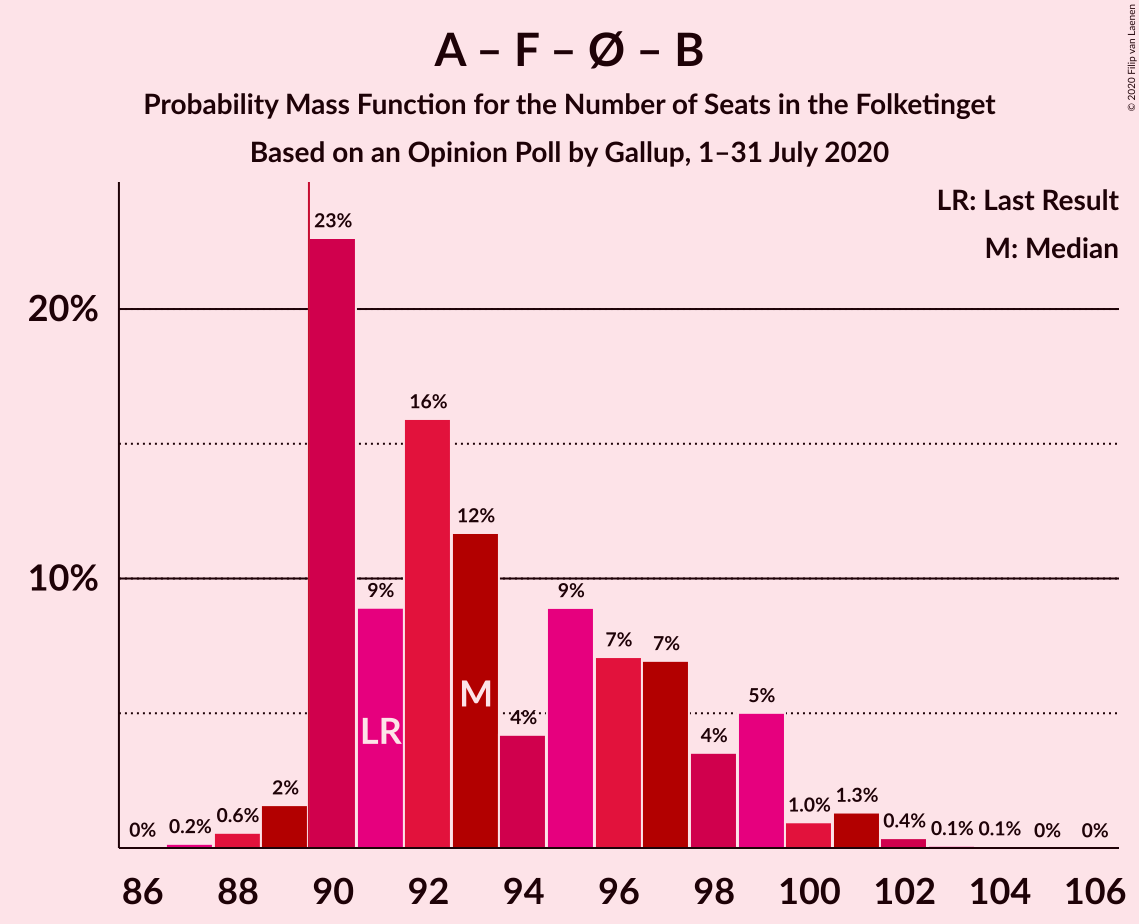 A – F – Ø – B
Probability Mass Function for the Number of Seats in the Folketinget
Based on an Opinion Poll by Gallup, 1–31 July 2020
© 2020 Filip van Laenen
LR: Last Result
M: Median
20%
10%
0%
0.2%
0.6%
2%
23%
9%
16%
12%
4%
9%
7%
7%
4%
5%
1.0%
1.3%
0.4%
0.1%
0.1%
0%
0%
LR
M
86 88 90 92 94 96 98 100 102 104 106